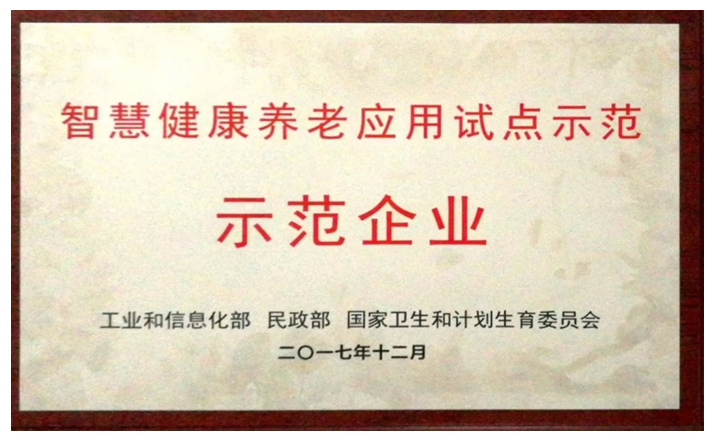 智慧健康养老应用试点示范
示范企业
工业和信息化部 民政部 国家卫生和计划生育委员会
二〇一七年十二月